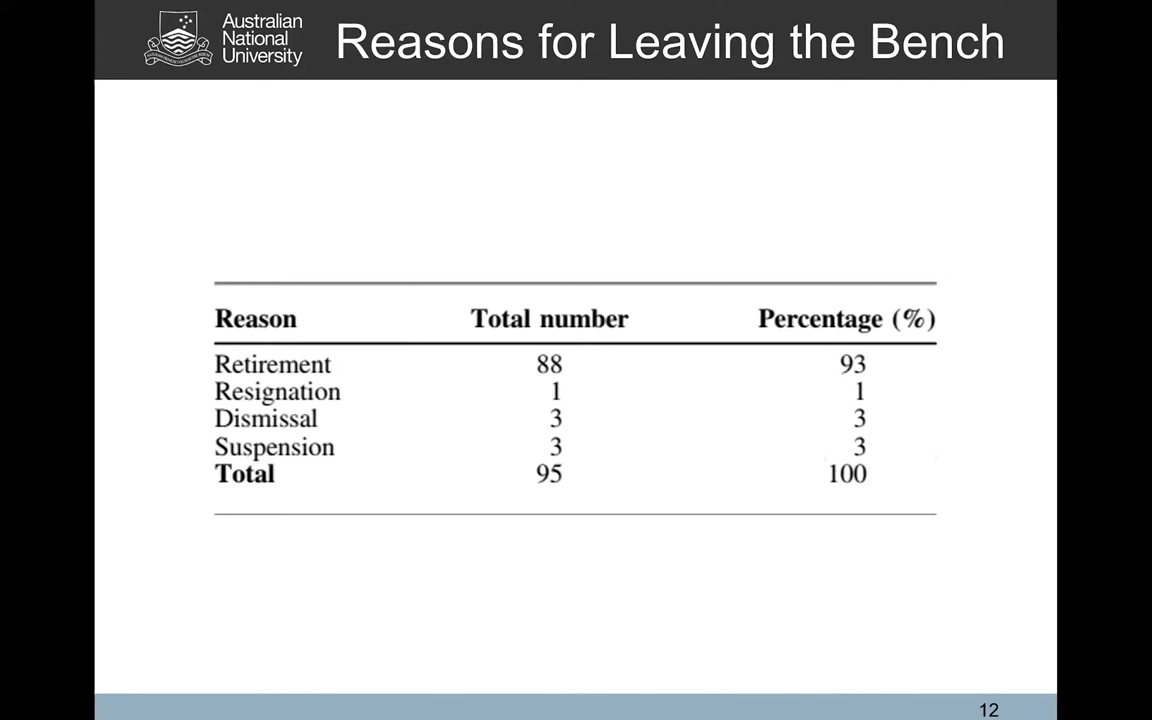 Australian
National
University
Reasons for Leaving the Bench
Reason Total number Percentage (%)
Retirement 88 93
Resignation 1 1
Dismissal 3 3
Suspension 3 3
Total 95 100
12